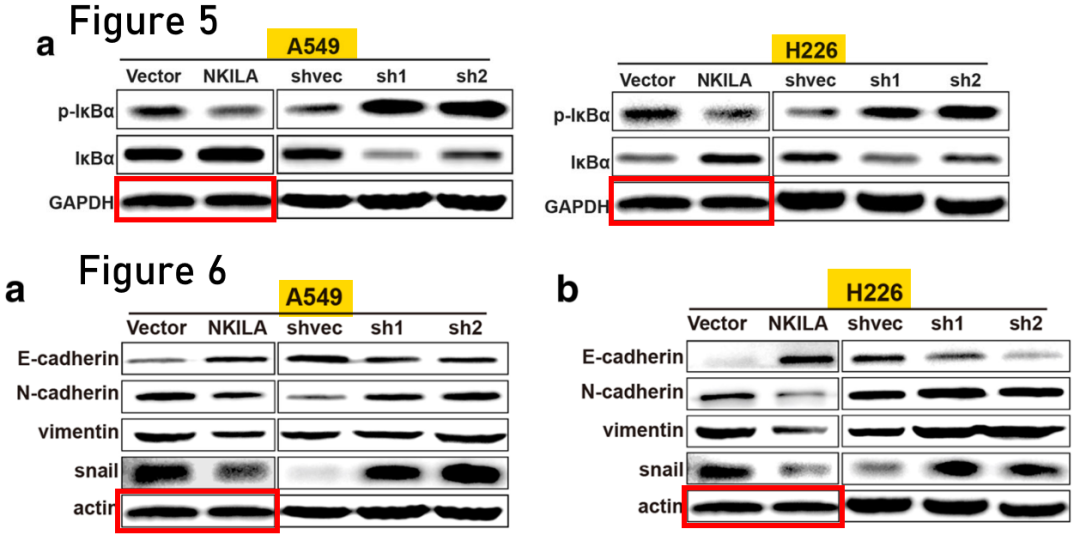 Figure 5
a
A549
H226
Vector NKILA shvec sh1 sh2
Vector NKILA shvec sh1 sh2
p-IκBα
p-IκBα
IκBα
IκBα
GAPDH
GAPDH
Figure 6
a
A549
b
H226
Vector NKILA shvec sh1 sh2
Vector NKILA shvec sh1 sh2
E-cadherin
E-cadherin
N-cadherin
N-cadherin
vimentin
vimentin
snail
snail
actin
actin